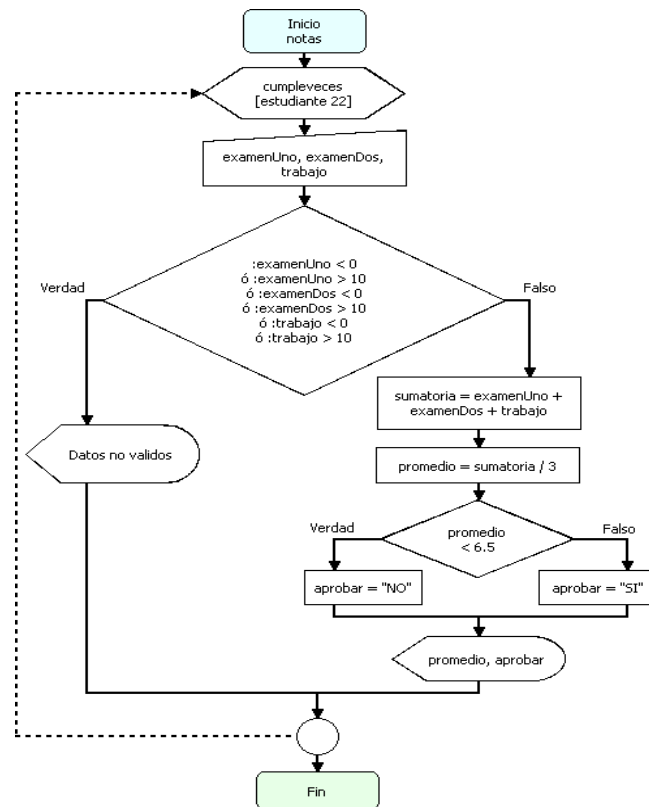 Inicio
notas
cumpleveces
[estudiante 22]
examenUno, examenDos,
trabajo
:examenUno < 0
ó :examenUno > 10
ó :examenDos < 0
ó :examenDos > 10
ó :trabajo < 0
ó :trabajo > 10
Verdad
Falso
sumatoria = examenUno +
examenDos + trabajo
Datos no validos
promedio = sumatoria / 3
Verdad
promedio
< 6.5
Falso
aprobar = "NO"
aprobar = "SI"
promedio, aprobar
Fin